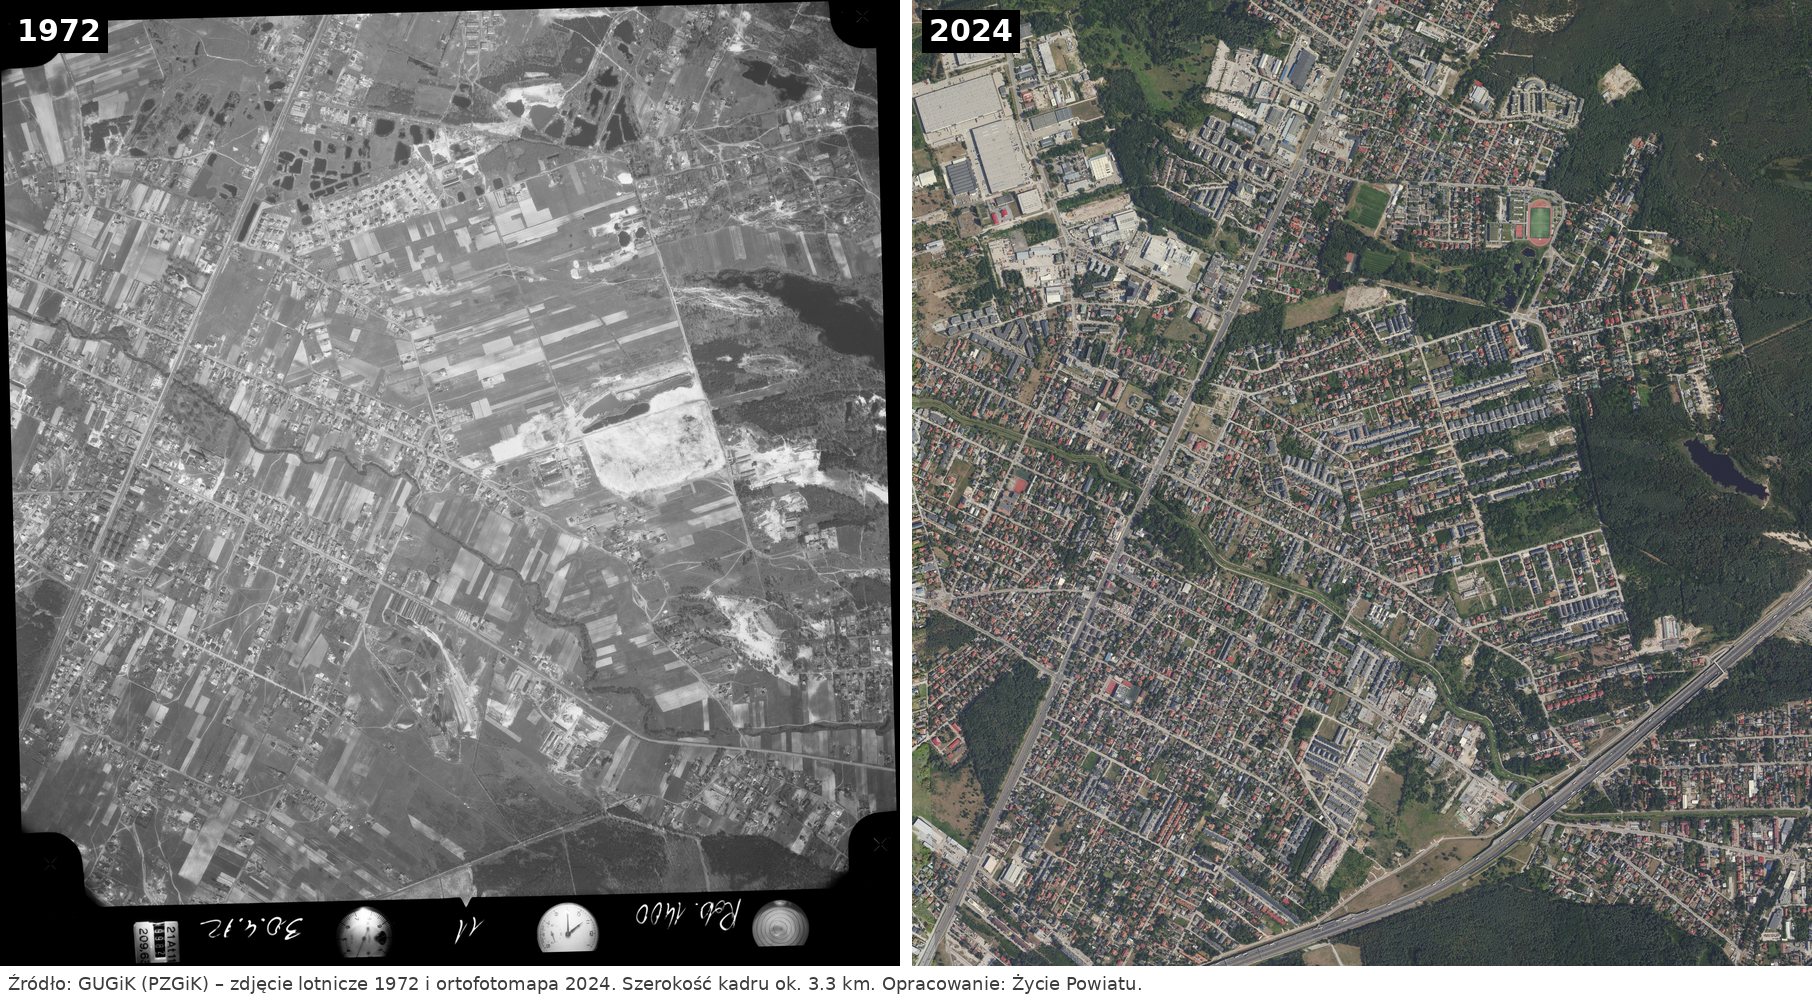 1972
2024
30.4.72
11
Rob. 1400
Źródło: GUGiK (PZGiK) – zdjęcie lotnicze 1972 i ortofotomapa 2024. Szerokość kadru ok. 3.3 km. Opracowanie: Życie Powiatu.